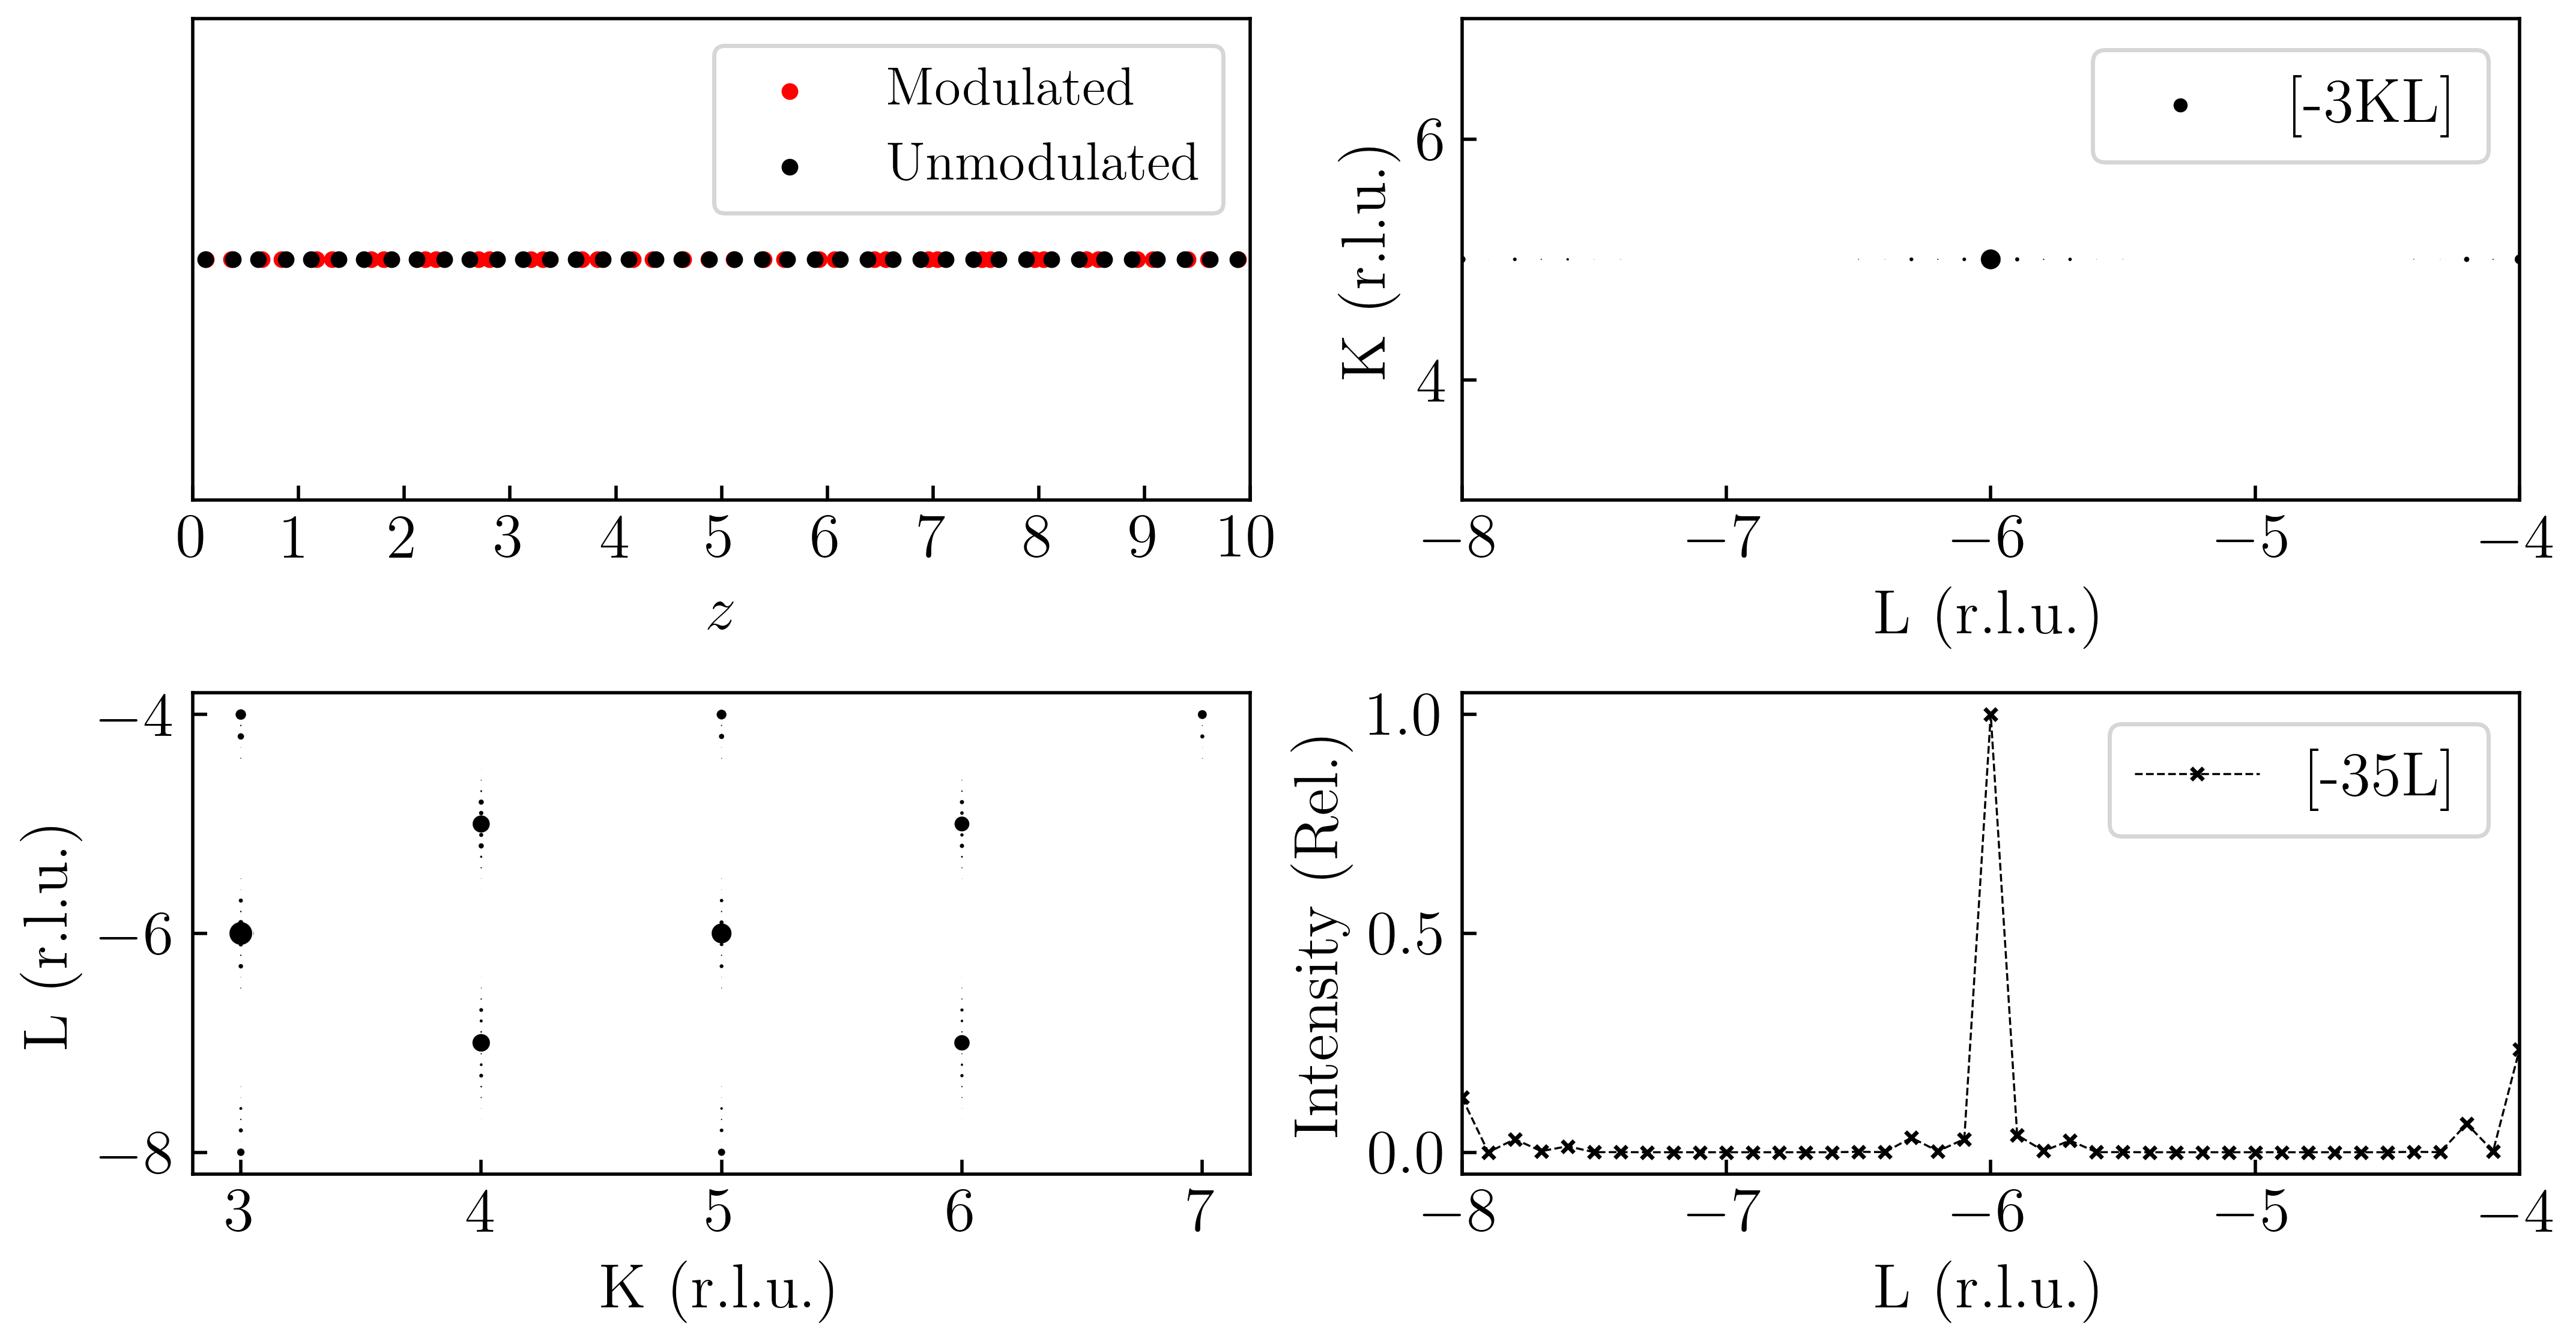 Modulated
Unmodulated
0 1 2 3 4 5 6 7 8 9 10
z
[-3KL]
6
4
K (r.l.u.)
−8 −7 −6 −5 −4
L (r.l.u.)
−4
−6
−8
L (r.l.u.)
3 4 5 6 7
K (r.l.u.)
[-35L]
1.0
0.5
0.0
Intensity (Rel.)
−8 −7 −6 −5 −4
L (r.l.u.)